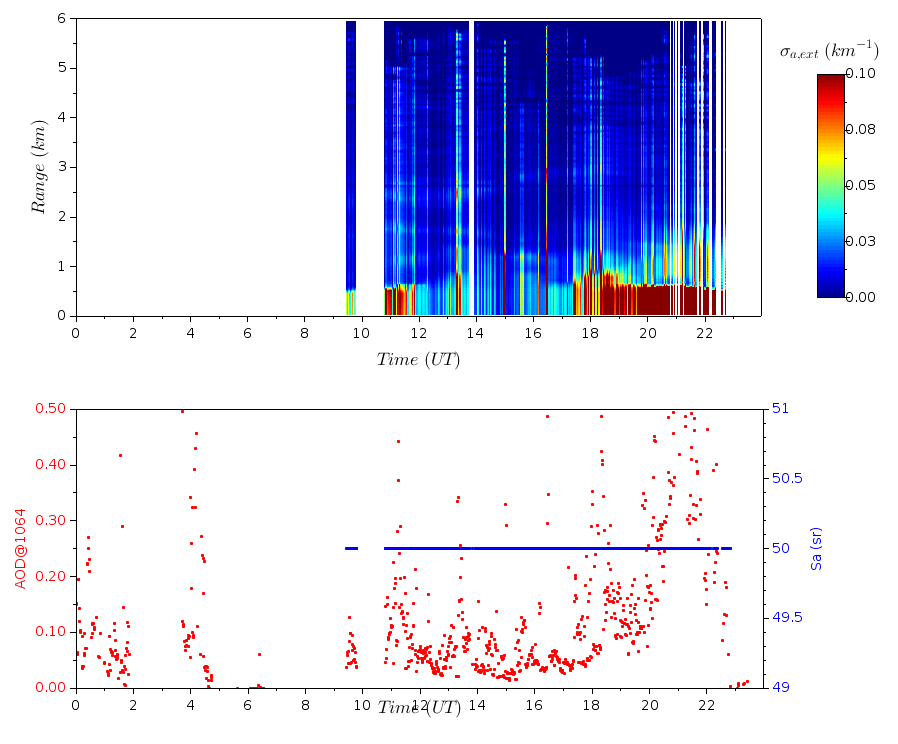 σa,ext (km⁻¹)
6
5
4
3
2
1
0
Range (km)
0 2 4 6 8 10 12 14 16 18 20 22
Time (UT)
0.10
0.08
0.05
0.03
0.00
0.50
0.40
0.30
0.20
0.10
0.00
AOD@1064
51
50.5
50
49.5
49
Sa (sr)
0 2 4 6 8 10 12 14 16 18 20 22
Time (UT)